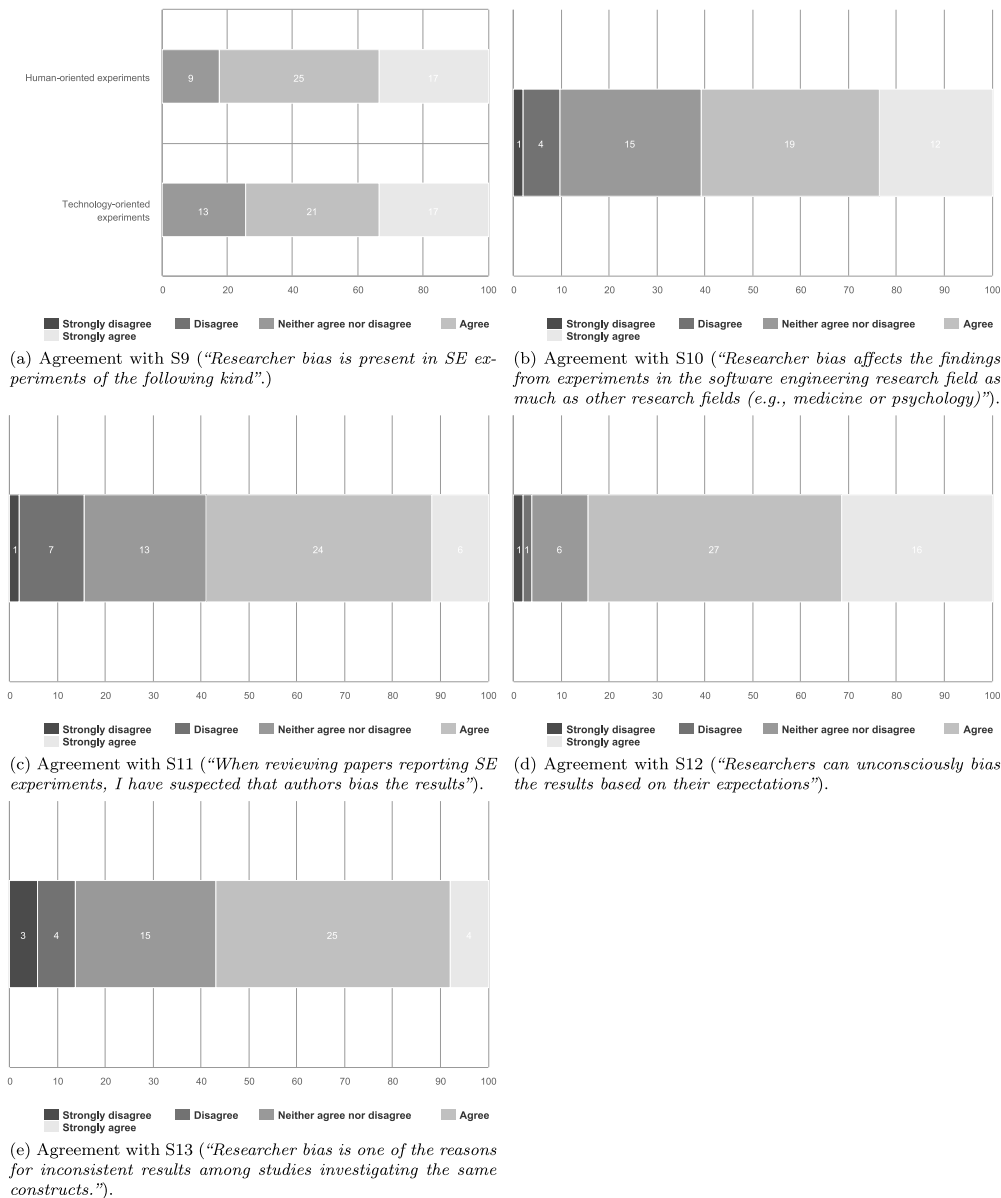 Human-oriented experiments
9 25 17
Technology-oriented
experiments
13 21 17
0 20 40 60 80 100
Strongly disagree Disagree Neither agree nor disagree Agree
Strongly agree
(a) Agreement with S9 (“Researcher bias is present in SE ex-
periments of the following kind”.)
1 4 15 19 12
0 10 20 30 40 50 60 70 80 90 100
Strongly disagree Disagree Neither agree nor disagree Agree
Strongly agree
(b) Agreement with S10 (“Researcher bias affects the findings
from experiments in the software engineering research field as
much as other research fields (e.g., medicine or psychology)”).
1 7 13 24 6
0 10 20 30 40 50 60 70 80 90 100
Strongly disagree Disagree Neither agree nor disagree Agree
Strongly agree
(c) Agreement with S11 (“When reviewing papers reporting SE
experiments, I have suspected that authors bias the results”).
1 1 6 27 16
0 10 20 30 40 50 60 70 80 90 100
Strongly disagree Disagree Neither agree nor disagree Agree
Strongly agree
(d) Agreement with S12 (“Researchers can unconsciously bias
the results based on their expectations”).
3 4 15 25 4
0 10 20 30 40 50 60 70 80 90 100
Strongly disagree Disagree Neither agree nor disagree Agree
Strongly agree
(e) Agreement with S13 (“Researcher bias is one of the reasons
for inconsistent results among studies investigating the same
constructs.”).